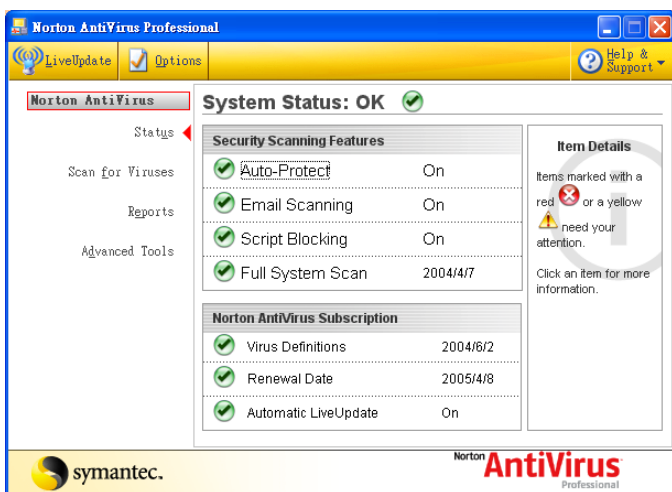 Norton AntiVirus Professional
LiveUpdate
Options
Help & Support
Norton AntiVirus
Status
Scan for Viruses
Reports
Advanced Tools
System Status: OK
Security Scanning Features
Auto-Protect On
Email Scanning On
Script Blocking On
Full System Scan 2004/4/7
Norton AntiVirus Subscription
Virus Definitions 2004/6/2
Renewal Date 2005/4/8
Automatic LiveUpdate On
Item Details
Items marked with a
red or a yellow
need your
attention.
Click an item for more
information.
symantec.
Norton AntiVirus
Professional